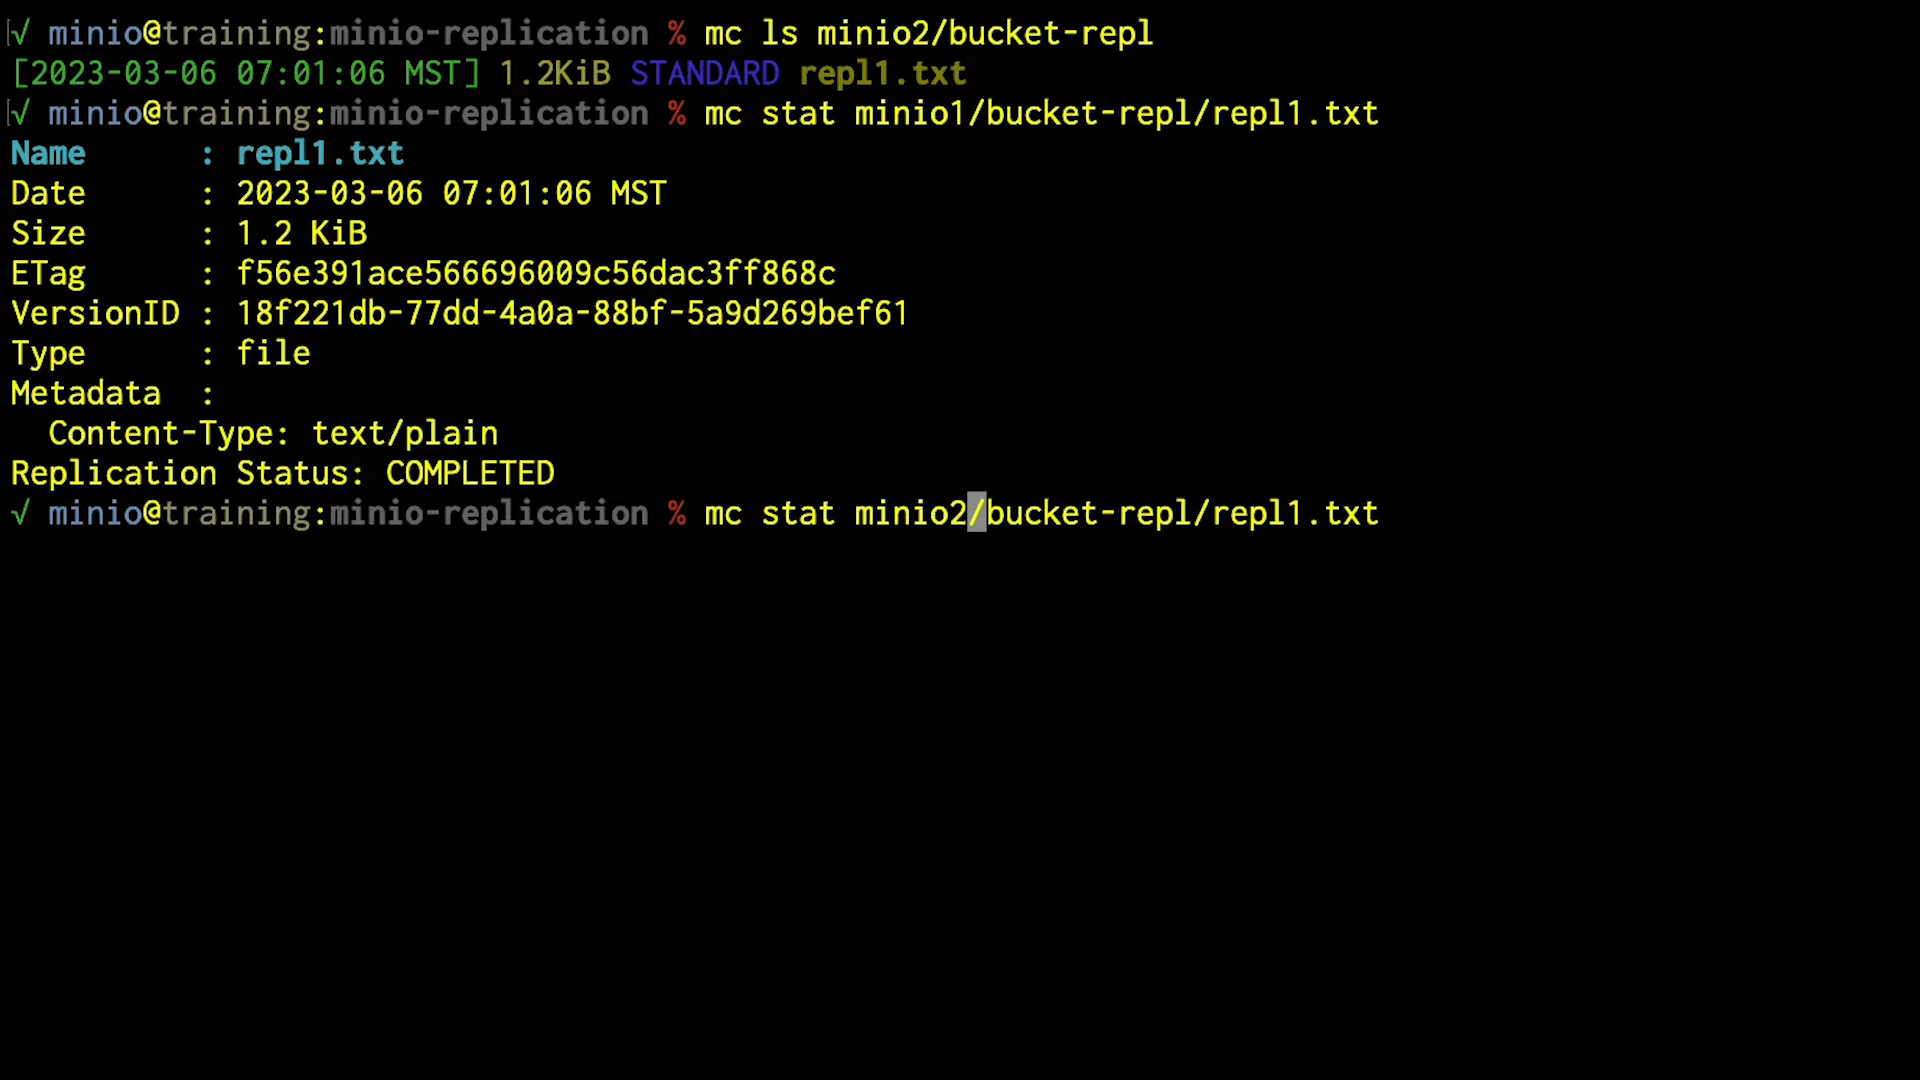 √ minio@training:minio-replication % mc ls minio2/bucket-repl
[2023-03-06 07:01:06 MST] 1.2KiB STANDARD repl1.txt
√ minio@training:minio-replication % mc stat minio1/bucket-repl/repl1.txt
Name      : repl1.txt
Date      : 2023-03-06 07:01:06 MST
Size      : 1.2 KiB
ETag      : f56e391ace566696009c56dac3ff868c
VersionID : 18f221db-77dd-4a0a-88bf-5a9d269bef61
Type      : file
Metadata  :
  Content-Type: text/plain
Replication Status: COMPLETED
√ minio@training:minio-replication % mc stat minio2/bucket-repl/repl1.txt